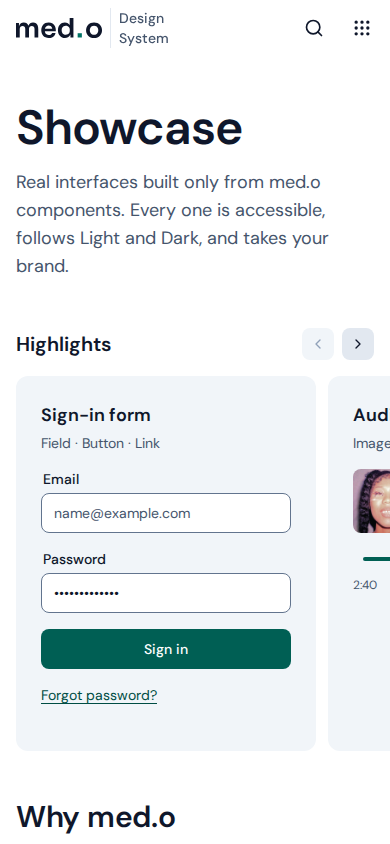 med.o
Design
System
Showcase
Real interfaces built only from med.o
components. Every one is accessible,
follows Light and Dark, and takes your
brand.
Highlights
Sign-in form
Field · Button · Link
Email
name@example.com
Password
•••••••••••••
Sign in
Forgot password?
Aud
Image
2:40
Why med.o